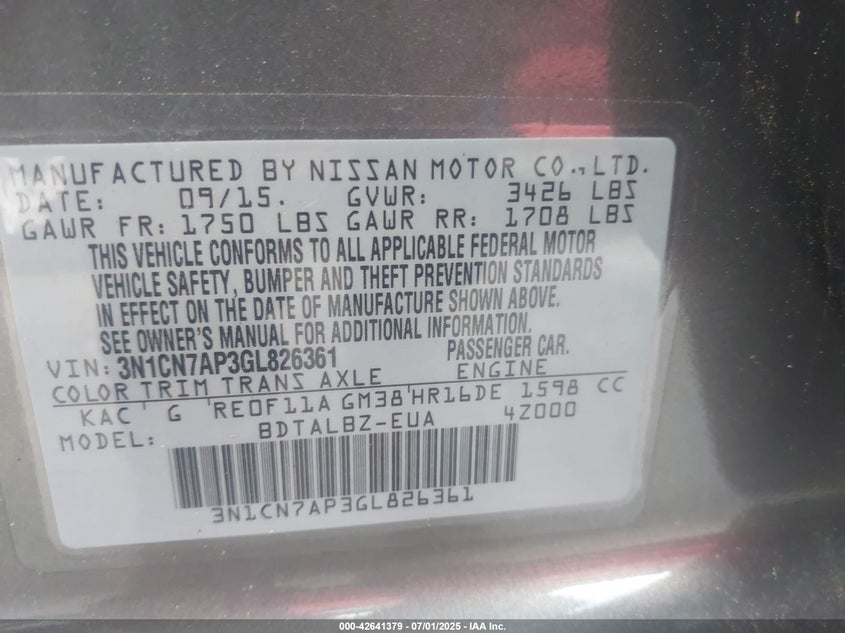 MANUFACTURED BY NISSAN MOTOR CO., LTD.
DATE: 09/15. GVWR: 3426 LBS
GAWR FR: 1750 LBS GAWR RR: 1708 LBS
THIS VEHICLE CONFORMS TO ALL APPLICABLE FEDERAL MOTOR
VEHICLE SAFETY, BUMPER AND THEFT PREVENTION STANDARDS
IN EFFECT ON THE DATE OF MANUFACTURE SHOWN ABOVE.
SEE OWNER'S MANUAL FOR ADDITIONAL INFORMATION.
VIN: 3N1CN7AP3GL826361 PASSENGER CAR.
COLOR TRIM TRANS AXLE ENGINE
KAC G RE0F11A GM38 HR16DE 1598 CC
MODEL: BDTALBZ-EUA 4Z000
3N1CN7AP3GL826361
000-42641379 - 07/01/2025 - IAA Inc.